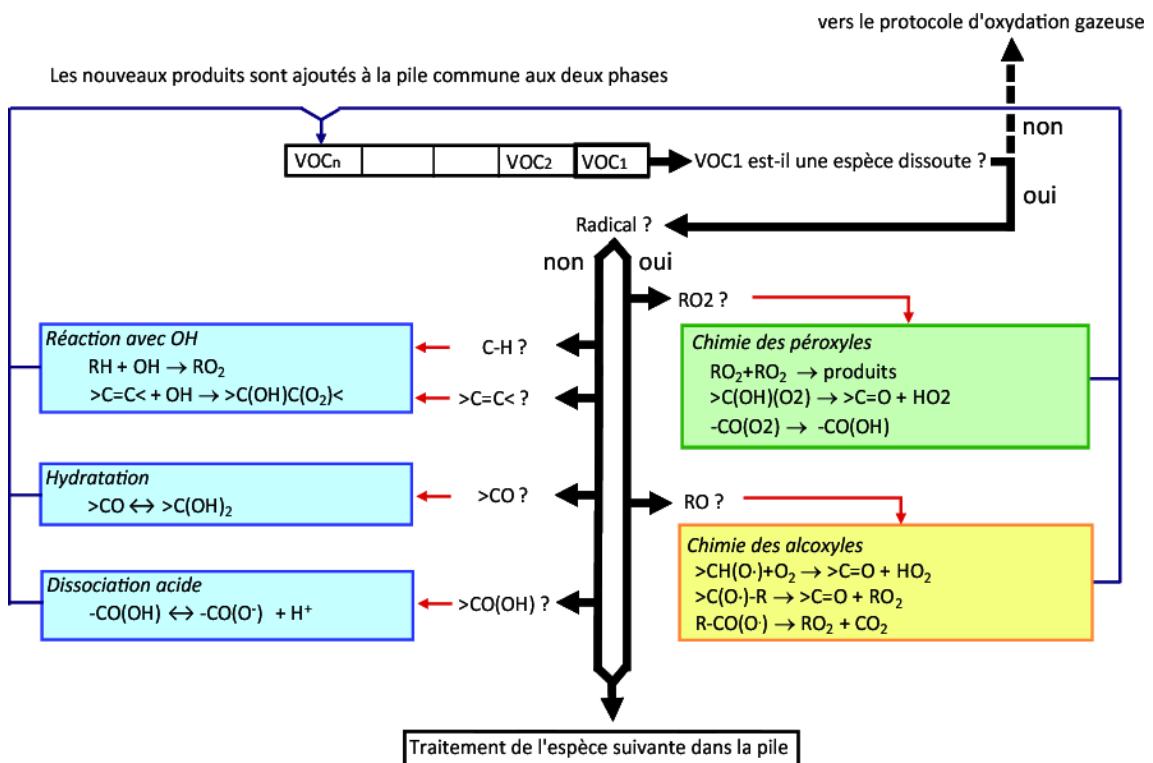 vers le protocole d'oxydation gazeuse
Les nouveaux produits sont ajoutés à la pile commune aux deux phases
non
VOCn VOC2 VOC1 VOC1 est-il une espèce dissoute ?
oui
Radical ?
non oui
RO2 ?
Réaction avec OH
RH + OH → RO₂
>C=C< + OH → >C(OH)C(O₂)<
C-H ?
>C=C< ?
Chimie des péroxyles
RO₂+RO₂ → produits
>C(OH)(O2) → >C=O + HO2
-CO(O2) → -CO(OH)
Hydratation
>CO ↔ >C(OH)₂
>CO ?
RO ?
Chimie des alcoxyles
>CH(O·)+O₂ → >C=O + HO₂
>C(O·)-R → >C=O + RO₂
R-CO(O·) → RO₂ + CO₂
Dissociation acide
-CO(OH) ↔ -CO(O⁻) + H⁺
>CO(OH) ?
Traitement de l'espèce suivante dans la pile